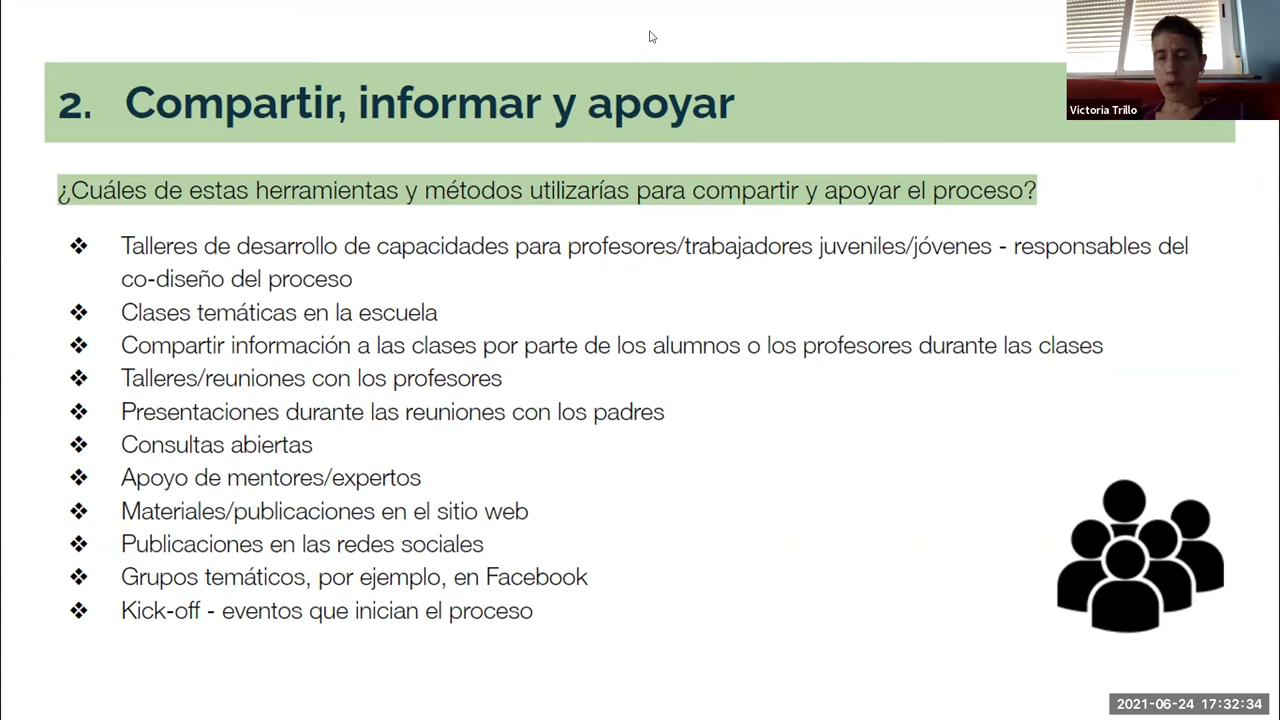 2. Compartir, informar y apoyar
Victoria Trillo
¿Cuáles de estas herramientas y métodos utilizarías para compartir y apoyar el proceso?
❖ Talleres de desarrollo de capacidades para profesores/trabajadores juveniles/jóvenes - responsables del
co-diseño del proceso
❖ Clases temáticas en la escuela
❖ Compartir información a las clases por parte de los alumnos o los profesores durante las clases
❖ Talleres/reuniones con los profesores
❖ Presentaciones durante las reuniones con los padres
❖ Consultas abiertas
❖ Apoyo de mentores/expertos
❖ Materiales/publicaciones en el sitio web
❖ Publicaciones en las redes sociales
❖ Grupos temáticos, por ejemplo, en Facebook
❖ Kick-off - eventos que inician el proceso
2021-06-24 17:32:34